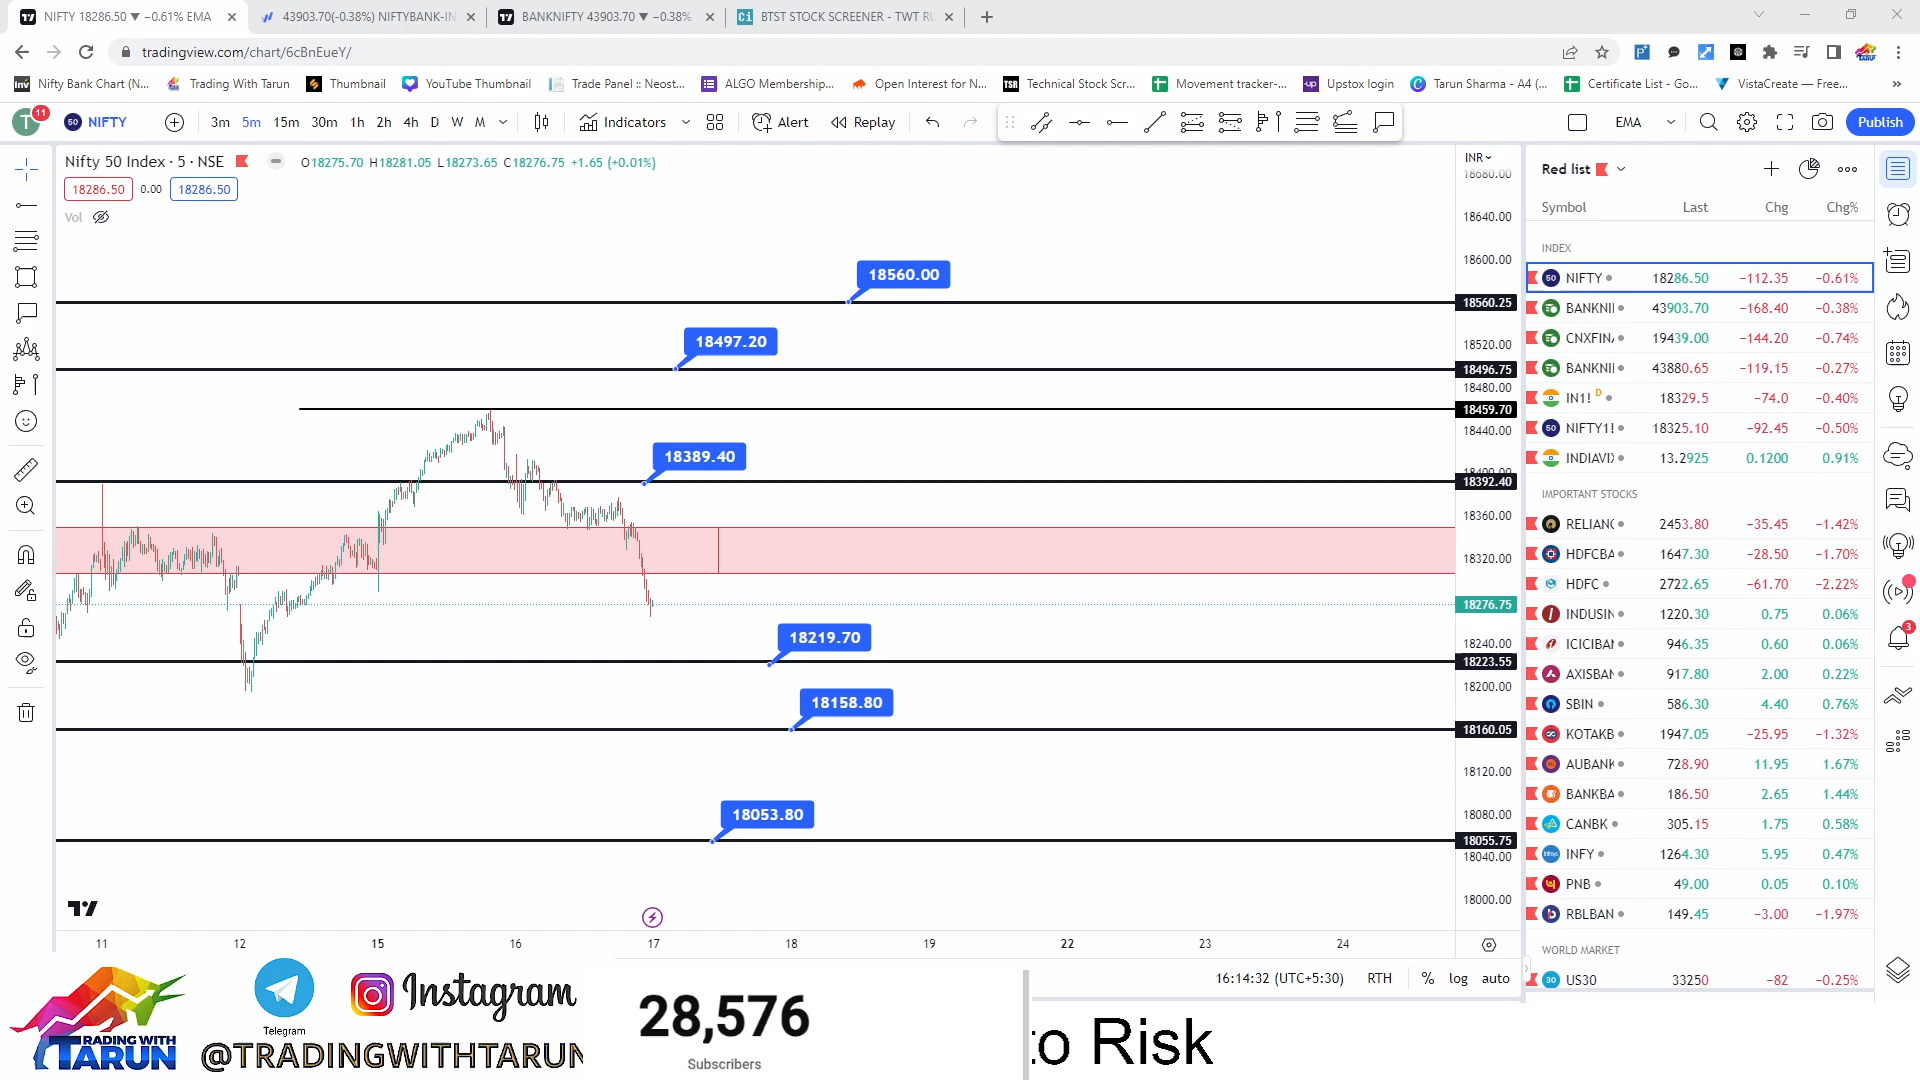 NIFTY 18286.50 ▼ −0.61% EMA
43903.70(-0.38%) NIFTYBANK-IN
BANKNIFTY 43903.70 ▼ −0.38%
BTST STOCK SCREENER - TWT RU
tradingview.com/chart/6cBnEueY/
Nifty Bank Chart (N...
Trading With Tarun
Thumbnail
YouTube Thumbnail
Trade Panel :: Neost...
ALGO Membership...
Open Interest for N...
Technical Stock Scr...
Movement tracker-...
Upstox login
Tarun Sharma - A4 (...
Certificate List - Go...
VistaCreate — Free...
T 11
50 NIFTY
3m 5m 15m 30m 1h 2h 4h D W M
Indicators
Alert
Replay
EMA
Publish
Nifty 50 Index · 5 · NSE
O18275.70 H18281.05 L18273.65 C18276.75 +1.65 (+0.01%)
18286.50 0.00 18286.50
Vol
18560.00
18497.20
18389.40
18219.70
18158.80
18053.80
INR
18680.00
18640.00
18600.00
18560.25
18520.00
18496.75
18480.00
18459.70
18440.00
18400.00
18392.40
18360.00
18320.00
18276.75
18240.00
18223.55
18200.00
18160.05
18120.00
18080.00
18055.75
18040.00
18000.00
11 12 15 16 17 18 19 22 23 24
16:14:32 (UTC+5:30) RTH % log auto
Red list
Symbol Last Chg Chg%
INDEX
50 NIFTY 18286.50 −112.35 −0.61%
BANKNII 43903.70 −168.40 −0.38%
CNXFIN 19439.00 −144.20 −0.74%
BANKNII 43880.65 −119.15 −0.27%
IN1! D 18329.5 −74.0 −0.40%
50 NIFTY1! 18325.10 −92.45 −0.50%
INDIAVI 13.2925 0.1200 0.91%
IMPORTANT STOCKS
RELIANC 2453.80 −35.45 −1.42%
HDFCBA 1647.30 −28.50 −1.70%
HDFC 2722.65 −61.70 −2.22%
INDUSIN 1220.30 0.75 0.06%
ICICIBAN 946.35 0.60 0.06%
AXISBAN 917.80 2.00 0.22%
SBIN 586.30 4.40 0.76%
KOTAKB 1947.05 −25.95 −1.32%
AUBANK 728.90 11.95 1.67%
BANKBA 186.50 2.65 1.44%
CANBK 305.15 1.75 0.58%
INFY 1264.30 5.95 0.47%
PNB 49.00 0.05 0.10%
RBLBAN 149.45 −3.00 −1.97%
WORLD MARKET
30 US30 33250 −82 −0.25%
3
TRADING WITH
TARUN
Telegram
Instagram
@TRADINGWITHTARUN
28,576
Subscribers
to Risk